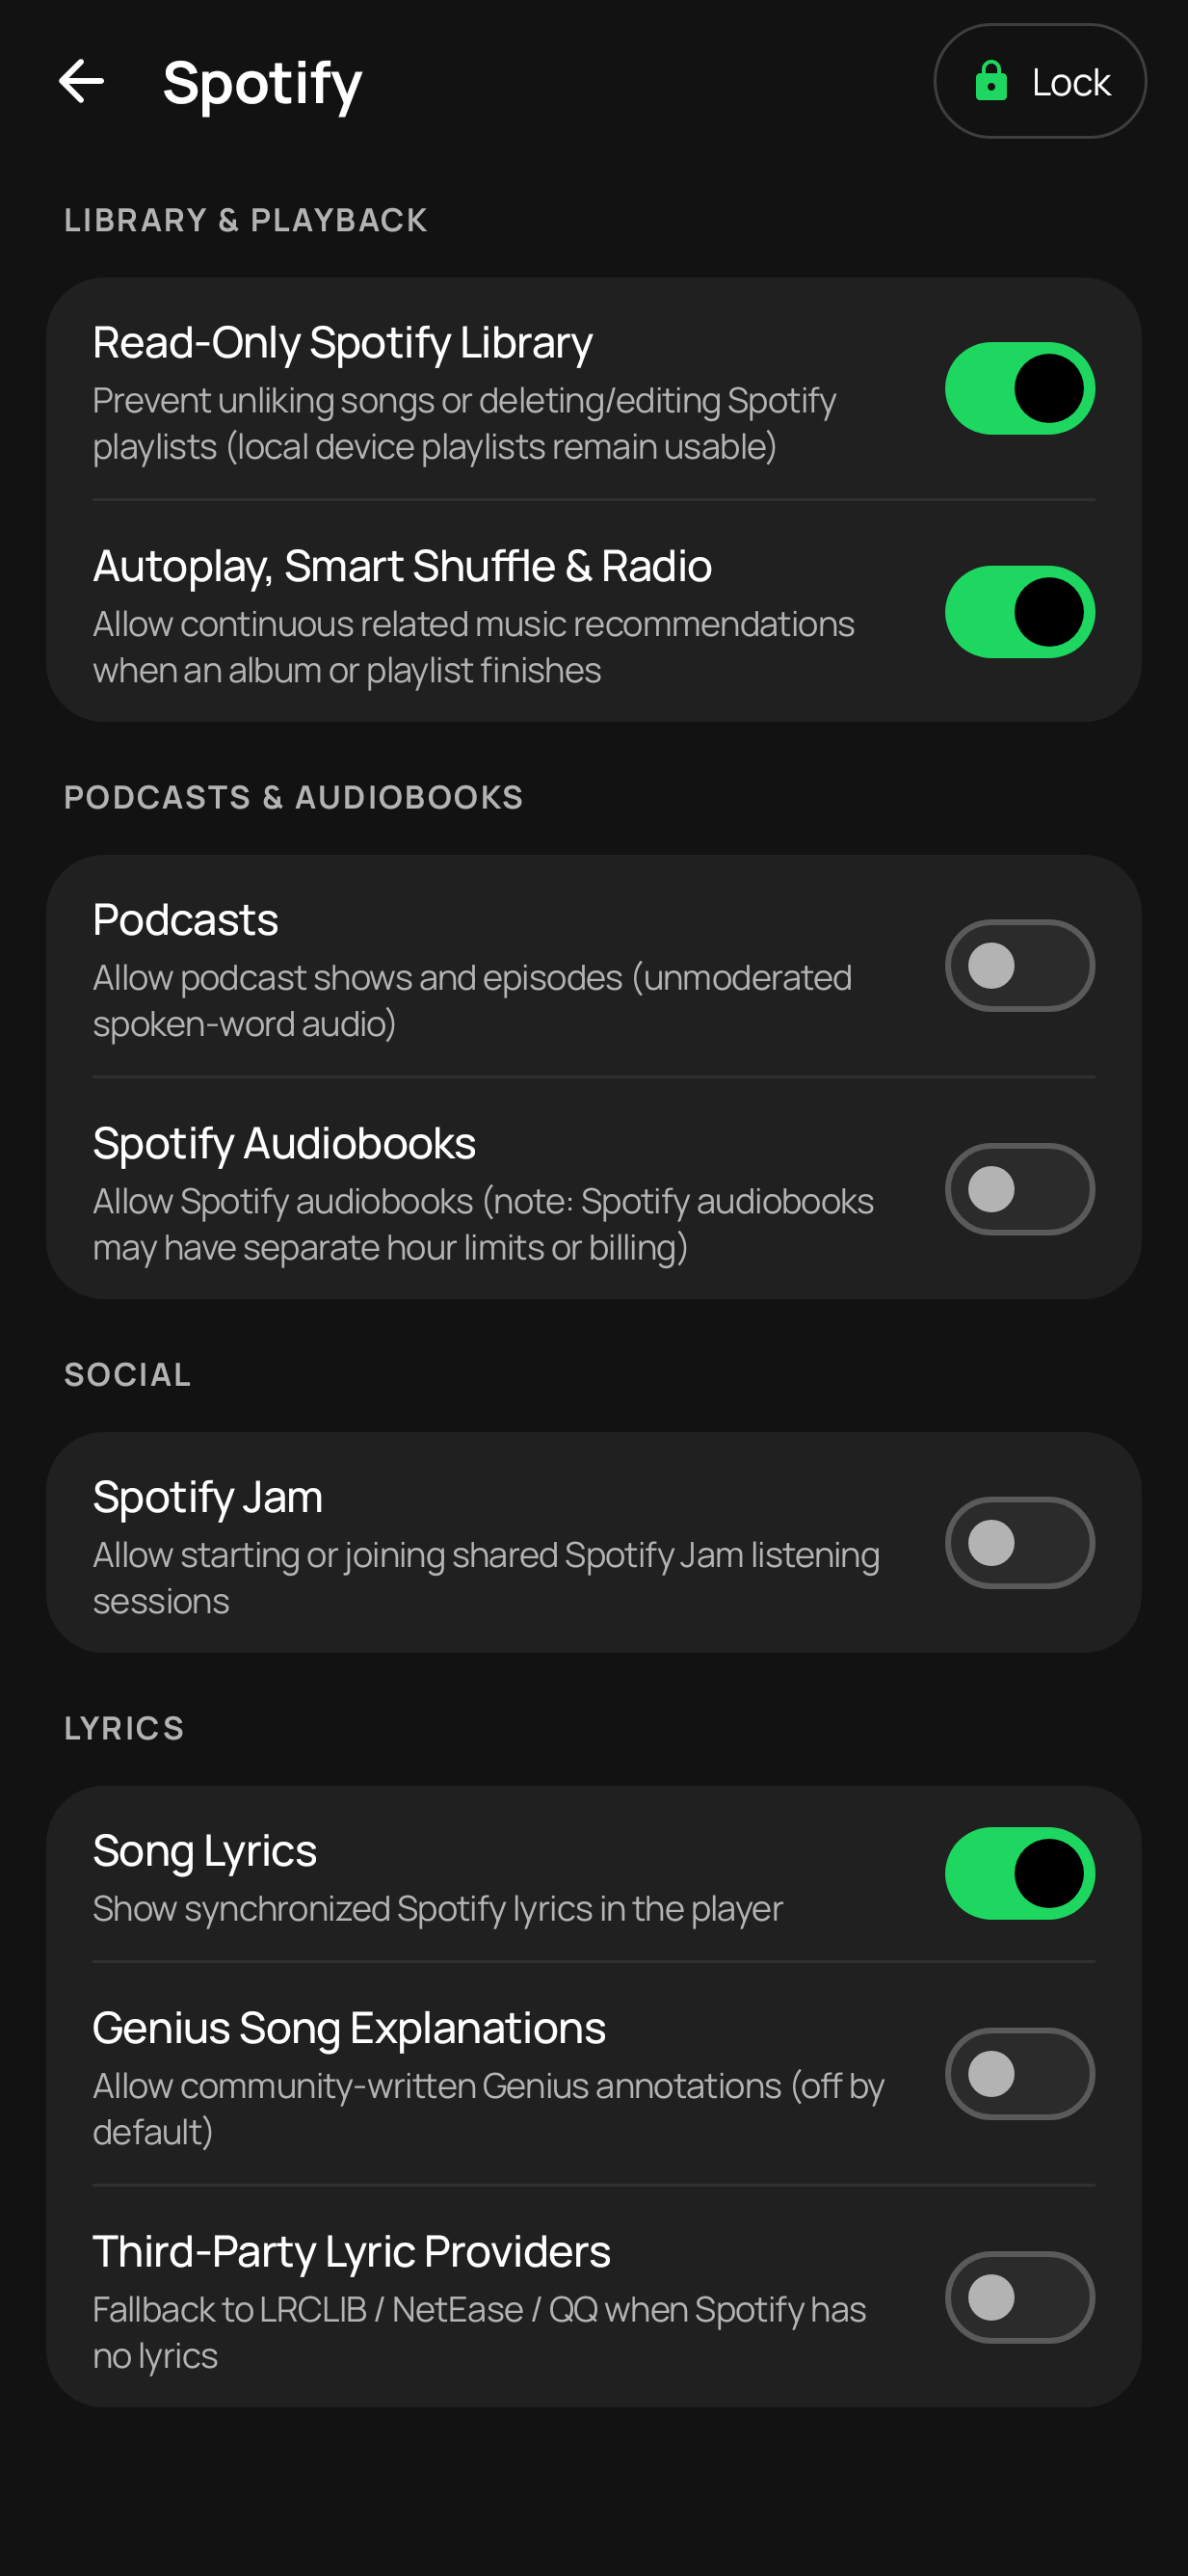 Spotify
Lock
LIBRARY & PLAYBACK
Read-Only Spotify Library
Prevent unliking songs or deleting/editing Spotify
playlists (local device playlists remain usable)
Autoplay, Smart Shuffle & Radio
Allow continuous related music recommendations
when an album or playlist finishes
PODCASTS & AUDIOBOOKS
Podcasts
Allow podcast shows and episodes (unmoderated
spoken-word audio)
Spotify Audiobooks
Allow Spotify audiobooks (note: Spotify audiobooks
may have separate hour limits or billing)
SOCIAL
Spotify Jam
Allow starting or joining shared Spotify Jam listening
sessions
LYRICS
Song Lyrics
Show synchronized Spotify lyrics in the player
Genius Song Explanations
Allow community-written Genius annotations (off by
default)
Third-Party Lyric Providers
Fallback to LRCLIB / NetEase / QQ when Spotify has
no lyrics